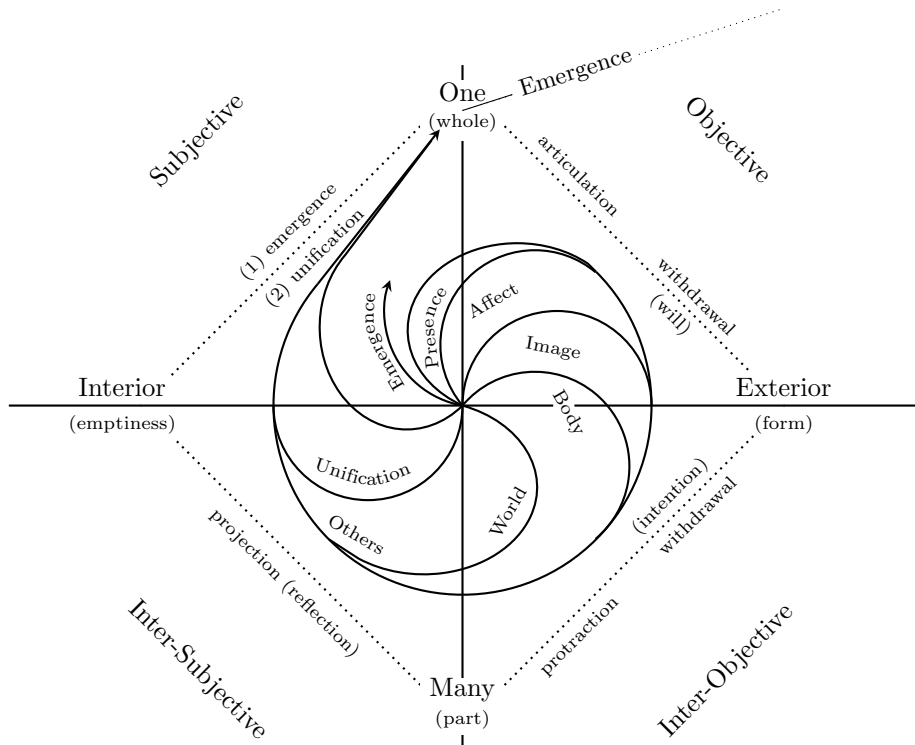 One
(whole)
Emergence
Subjective
Objective
(1) emergence
(2) unification
articulation
withdrawal
(will)
Emergence
Presence
Affect
Image
Body
World
Others
Unification
Interior
(emptiness)
Exterior
(form)
projection (reflection)
(intention)
withdrawal
protraction
Inter-Subjective
Inter-Objective
Many
(part)